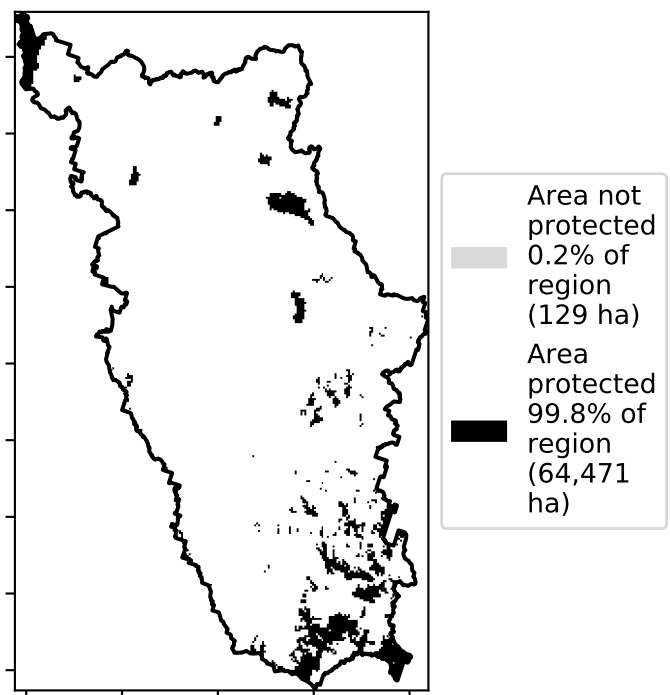 Area not
protected
0.2% of
region
(129 ha)
Area
protected
99.8% of
region
(64,471
ha)